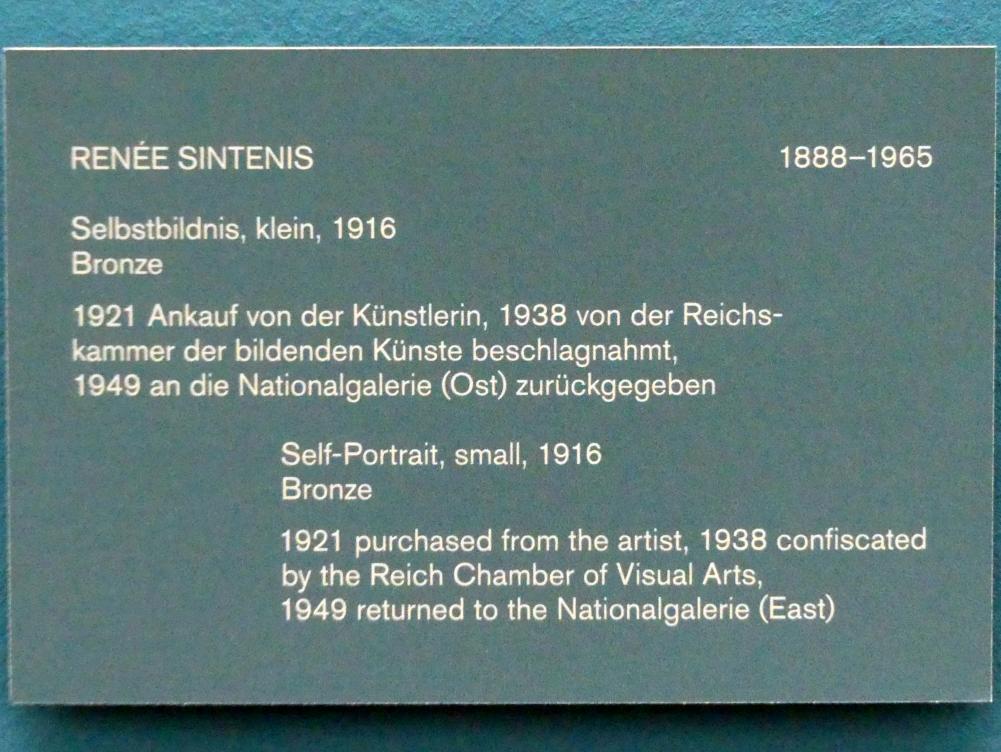 RENÉE SINTENIS 1888–1965
Selbstbildnis, klein, 1916
Bronze
1921 Ankauf von der Künstlerin, 1938 von der Reichs-
kammer der bildenden Künste beschlagnahmt,
1949 an die Nationalgalerie (Ost) zurückgegeben
Self-Portrait, small, 1916
Bronze
1921 purchased from the artist, 1938 confiscated
by the Reich Chamber of Visual Arts,
1949 returned to the Nationalgalerie (East)